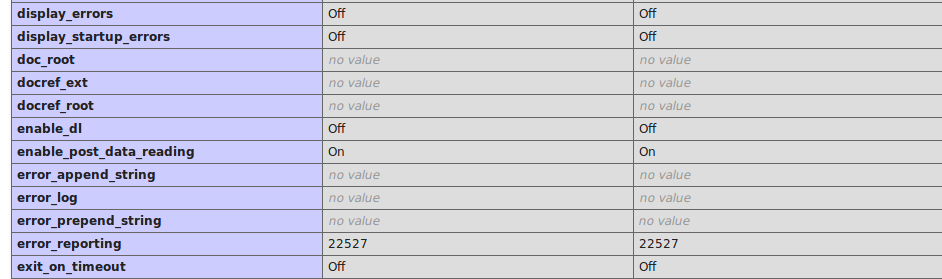 display_errors Off Off
display_startup_errors Off Off
doc_root no value no value
docref_ext no value no value
docref_root no value no value
enable_dl Off Off
enable_post_data_reading On On
error_append_string no value no value
error_log no value no value
error_prepend_string no value no value
error_reporting 22527 22527
exit_on_timeout Off Off